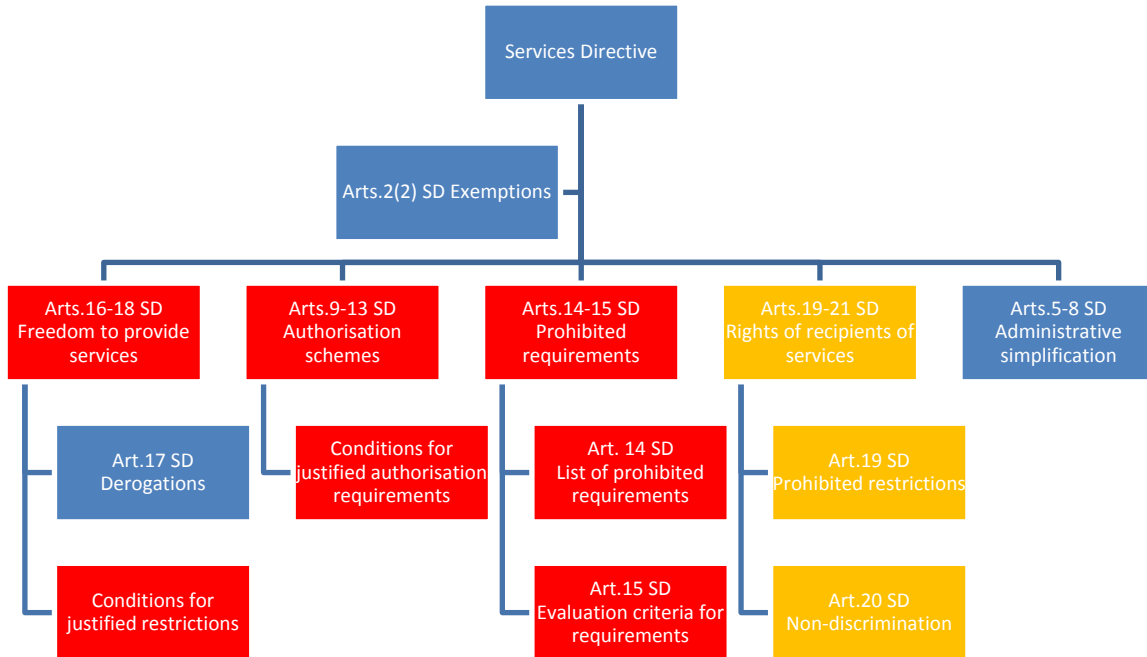 Services Directive
Arts.2(2) SD Exemptions
Arts.16-18 SD
Freedom to provide
services
Arts.9-13 SD
Authorisation
schemes
Arts.14-15 SD
Prohibited
requirements
Arts.19-21 SD
Rights of recipients of
services
Arts.5-8 SD
Administrative
simplification
Art.17 SD
Derogations
Conditions for
justified authorisation
requirements
Art. 14 SD
List of prohibited
requirements
Art.19 SD
Prohibited restrictions
Conditions for
justified restrictions
Art.15 SD
Evaluation criteria for
requirements
Art.20 SD
Non-discrimination